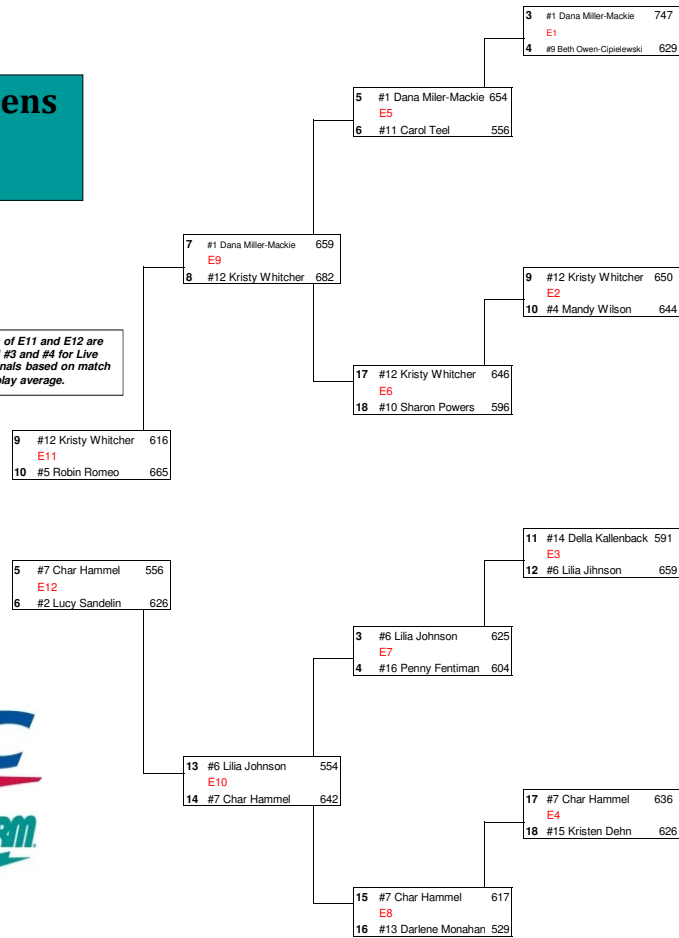 3 #1 Dana Miller-Mackie 747
E1
4 #9 Beth Owen-Cipielewski 629
ens
5 #1 Dana Miler-Mackie 654
E5
6 #11 Carol Teel 556
7 #1 Dana Miller-Mackie 659
E9
8 #12 Kristy Whitcher 682
9 #12 Kristy Whitcher 650
E2
10 #4 Mandy Wilson 644
of E11 and E12 are
#3 and #4 for Live
nals based on match
lay average.
17 #12 Kristy Whitcher 646
E6
18 #10 Sharon Powers 596
9 #12 Kristy Whitcher 616
E11
10 #5 Robin Romeo 665
11 #14 Della Kallenback 591
E3
12 #6 Lilia Jihnson 659
5 #7 Char Hammel 556
E12
6 #2 Lucy Sandelin 626
3 #6 Lilia Johnson 625
E7
4 #16 Penny Fentiman 604
13 #6 Lilia Johnson 554
E10
14 #7 Char Hammel 642
17 #7 Char Hammel 636
E4
18 #15 Kristen Dehn 626
C
RM
15 #7 Char Hammel 617
E8
16 #13 Darlene Monahan 529